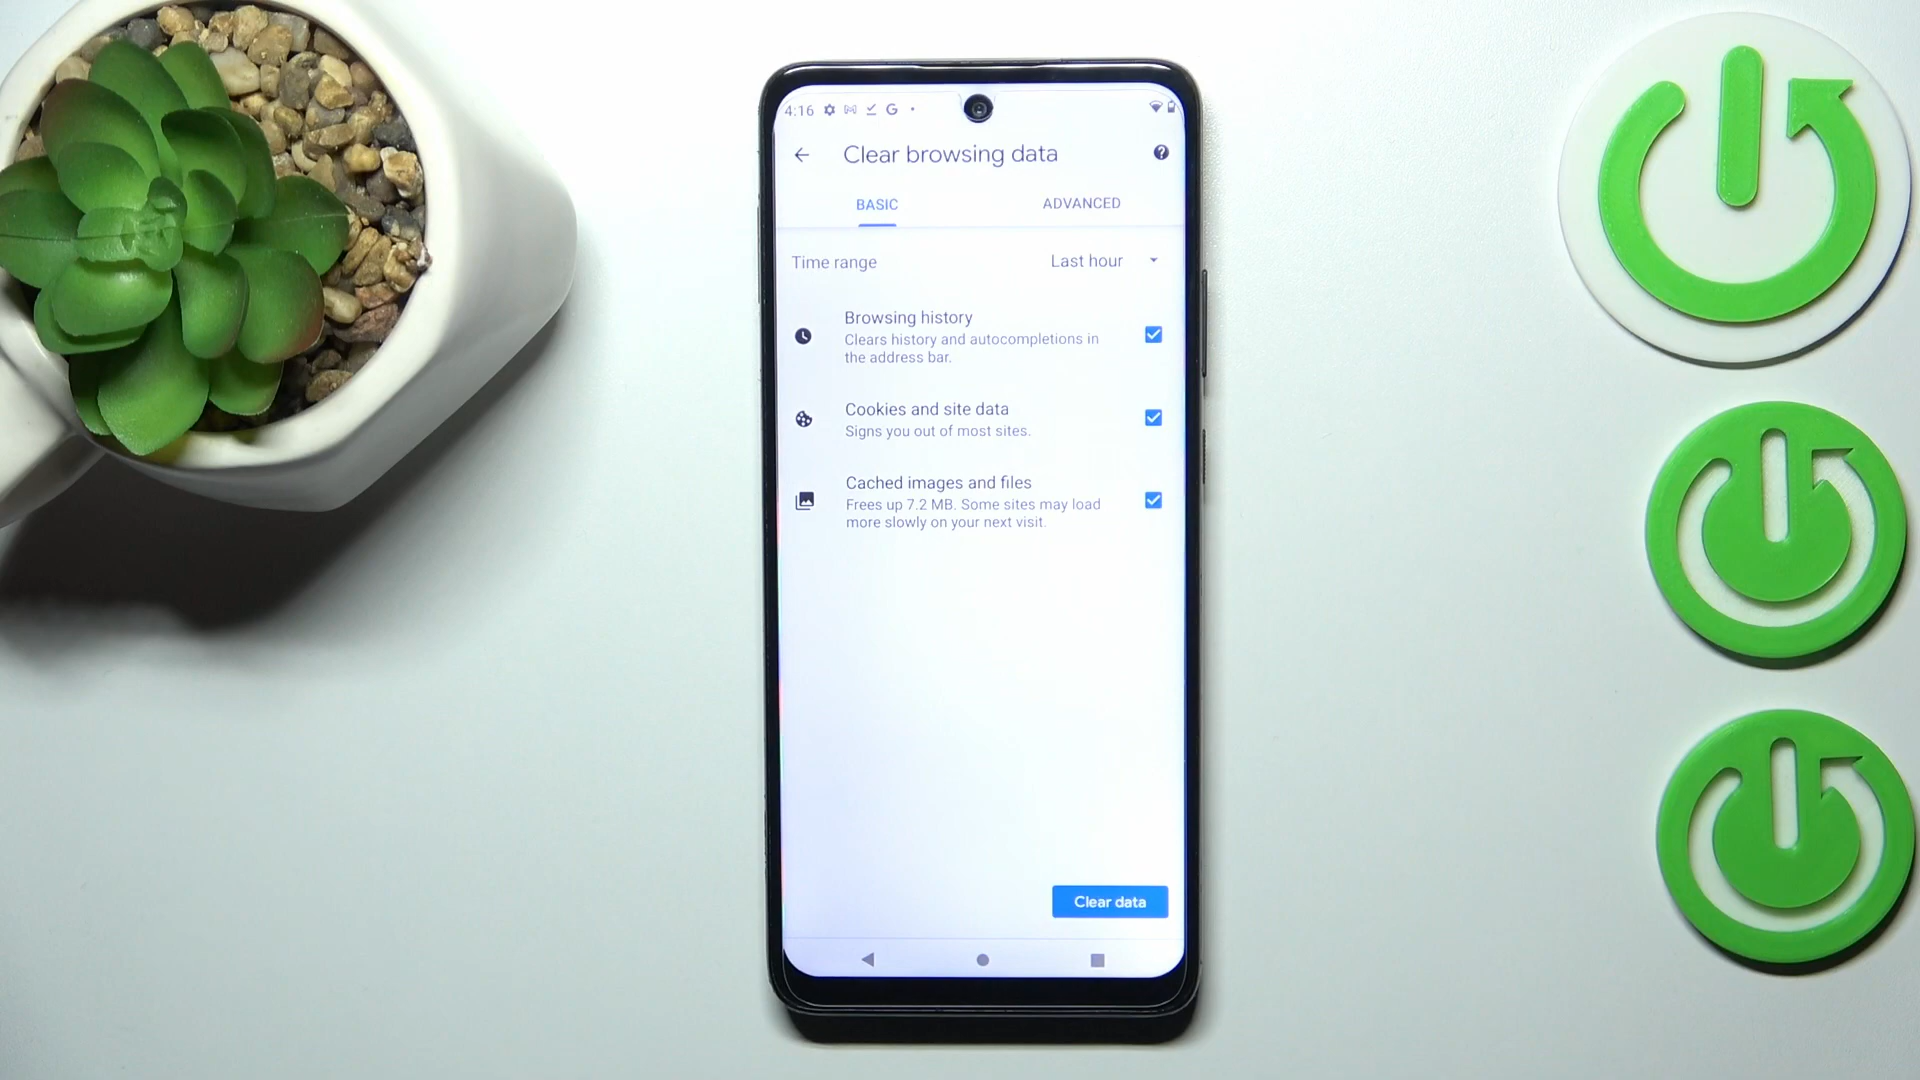 4:16
Clear browsing data
BASIC ADVANCED
Time range Last hour
Browsing history
Clears history and autocompletions in
the address bar.
Cookies and site data
Signs you out of most sites.
Cached images and files
Frees up 7.2 MB. Some sites may load
more slowly on your next visit.
Clear data